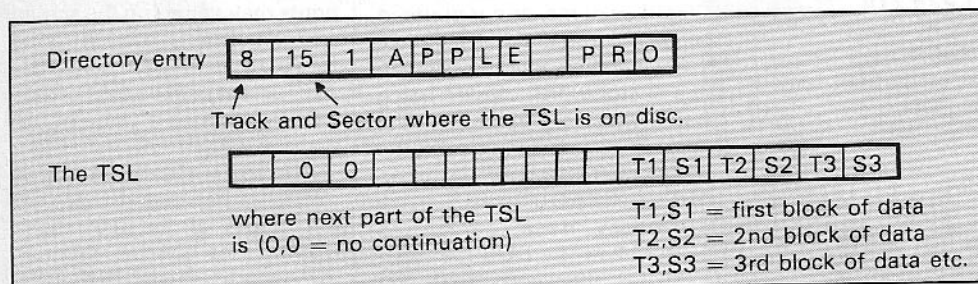 Directory entry 8 15 1 A P P L E P R O
Track and Sector where the TSL is on disc.
The TSL 0 0 T1 S1 T2 S2 T3 S3
where next part of the TSL
is (0,0 = no continuation)
T1,S1 = first block of data
T2,S2 = 2nd block of data
T3,S3 = 3rd block of data etc.